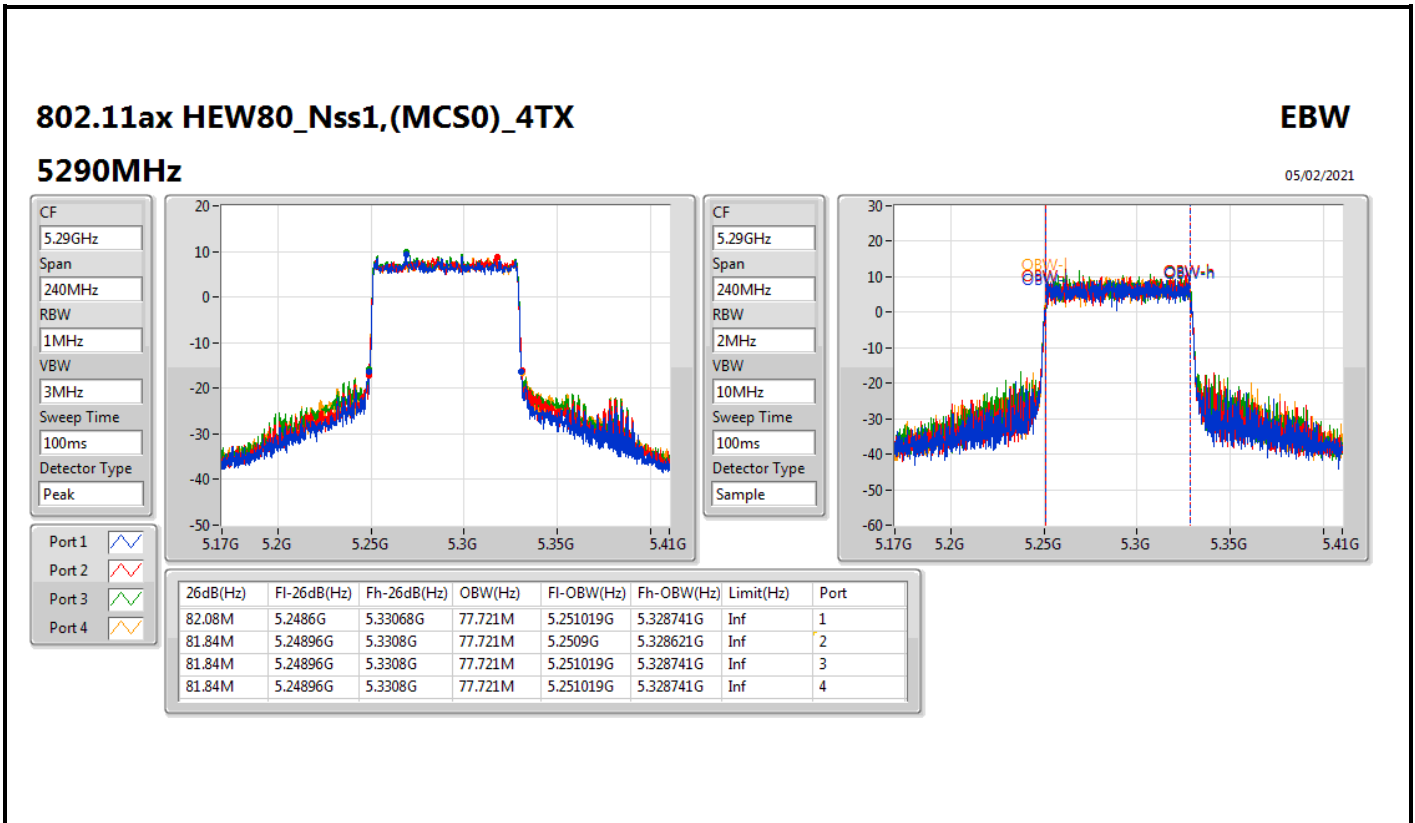 802.11ax HEW80_Nss1,(MCS0)_4TX
EBW
5290MHz
05/02/2021
CF
5.29GHz
Span
240MHz
RBW
1MHz
VBW
3MHz
Sweep Time
100ms
Detector Type
Peak
20
10
0
-10
-20
-30
-40
-50
5.17G 5.2G 5.25G 5.3G 5.35G 5.41G
CF
5.29GHz
Span
240MHz
RBW
2MHz
VBW
10MHz
Sweep Time
100ms
Detector Type
Sample
30
20
10
0
-10
-20
-30
-40
-50
-60
OBW-l
OBW-h
5.17G 5.2G 5.25G 5.3G 5.35G 5.41G
Port 1
Port 2
Port 3
Port 4
26dB(Hz) Fl-26dB(Hz) Fh-26dB(Hz) OBW(Hz) Fl-OBW(Hz) Fh-OBW(Hz) Limit(Hz) Port
82.08M 5.2486G 5.33068G 77.721M 5.251019G 5.328741G Inf 1
81.84M 5.24896G 5.3308G 77.721M 5.2509G 5.328621G Inf 2
81.84M 5.24896G 5.3308G 77.721M 5.251019G 5.328741G Inf 3
81.84M 5.24896G 5.3308G 77.721M 5.251019G 5.328741G Inf 4